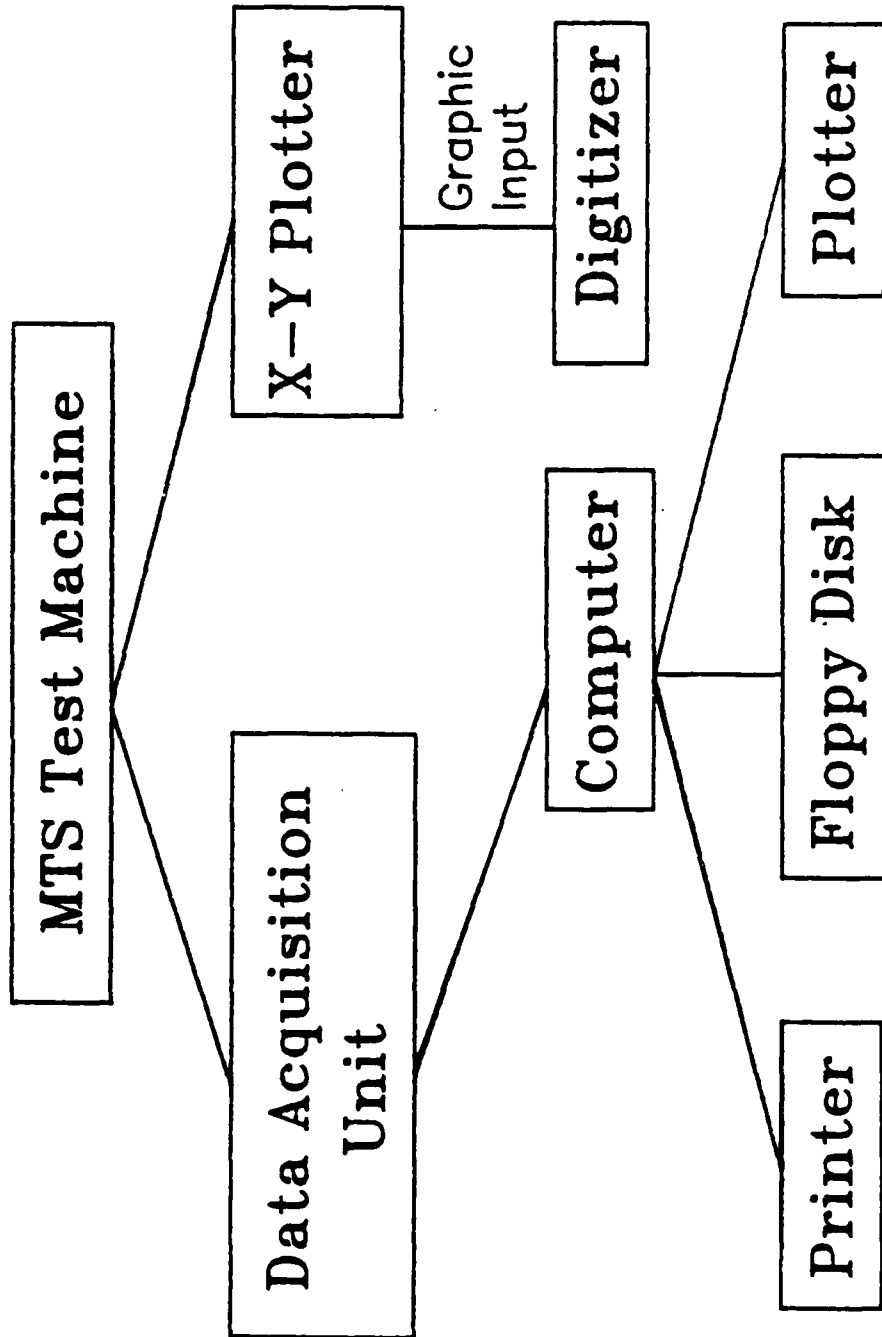 MTS Test Machine
Data Acquisition
Unit
X-Y Plotter
Graphic
Input
Computer
Digitizer
Printer
Floppy Disk
Plotter